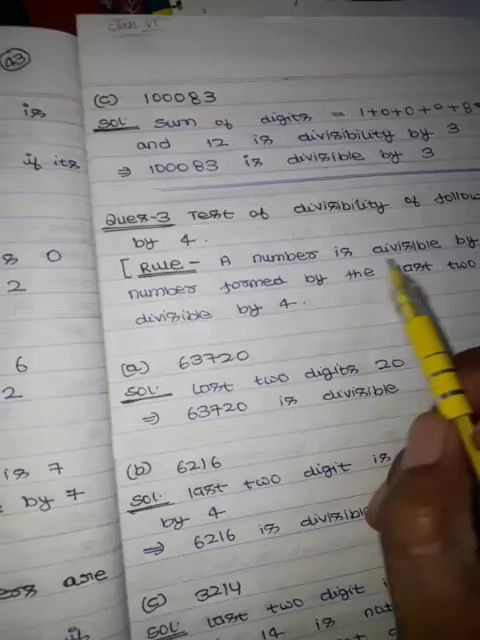 43
is
if its
s 0
2
6
2
is 7
by 7
are
Class VI
(c) 100083
Sol. Sum of digits = 1+0+0+0+8+
and 12 is divisibility by 3
⇒ 100083 is divisible by 3
Ques-3 Test of divisibility of follow
by 4.
[Rule- A number is divisible by
number formed by the last two
divisible by 4.
(a) 63720
Sol. Last two digits 20
⇒ 63720 is divisible
(b) 6216
Sol. last two digit is
by 4
⇒ 6216 is divisible
(c) 3214
Sol. Last two digit i
14 is not